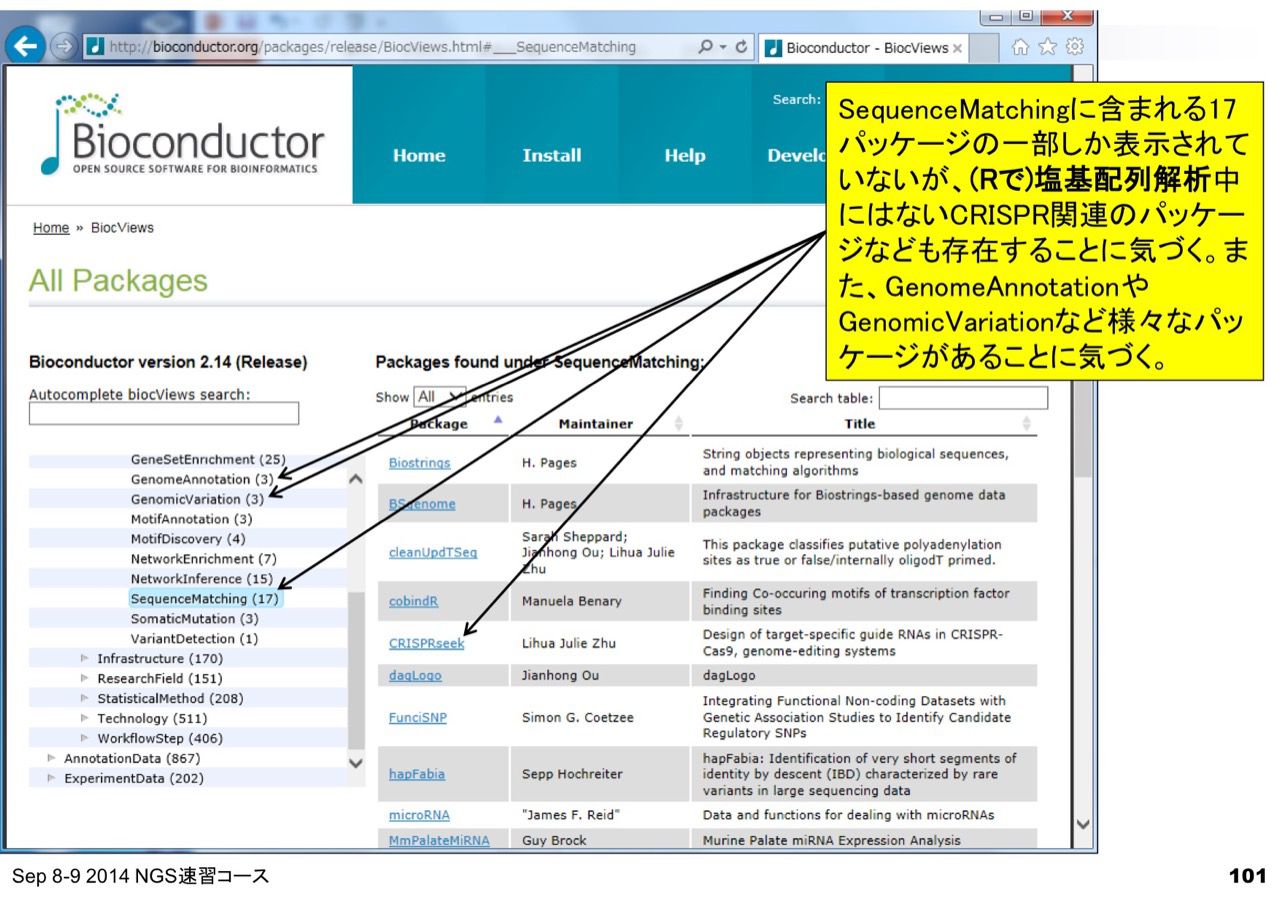 http://bioconductor.org/packages/release/BiocViews.html#___SequenceMatching
Bioconductor - BiocViews
Bioconductor
OPEN SOURCE SOFTWARE FOR BIOINFORMATICS
Home
Install
Help
Develo
Search:
SequenceMatchingに含まれる17
パッケージの一部しか表示されて
いないが、(Rで)塩基配列解析中
にはないCRISPR関連のパッケー
ジなども存在することに気づく。ま
た、GenomeAnnotationや
GenomicVariationなど様々なパッ
ケージがあることに気づく。
Home » BiocViews
All Packages
Bioconductor version 2.14 (Release)
Autocomplete biocViews search:
GeneSetEnrichment (25)
GenomeAnnotation (3)
GenomicVariation (3)
MotifAnnotation (3)
MotifDiscovery (4)
NetworkEnrichment (7)
NetworkInference (15)
SequenceMatching (17)
SomaticMutation (3)
VariantDetection (1)
Infrastructure (170)
ResearchField (151)
StatisticalMethod (208)
Technology (511)
WorkflowStep (406)
AnnotationData (867)
ExperimentData (202)
Packages found under SequenceMatching:
Show All entries
Search table:
Package Maintainer Title
Biostrings H. Pages String objects representing biological sequences,
and matching algorithms
BSgenome H. Pages Infrastructure for Biostrings-based genome data
packages
cleanUpdTSeq Sarah Sheppard;
Jianhong Ou; Lihua Julie
Zhu
This package classifies putative polyadenylation
sites as true or false/internally oligodT primed.
cobindR Manuela Benary Finding Co-occuring motifs of transcription factor
binding sites
CRISPRseek Lihua Julie Zhu Design of target-specific guide RNAs in CRISPR-
Cas9, genome-editing systems
dagLogo Jianhong Ou dagLogo
FunciSNP Simon G. Coetzee Integrating Functional Non-coding Datasets with
Genetic Association Studies to Identify Candidate
Regulatory SNPs
hapFabia Sepp Hochreiter hapFabia: Identification of very short segments of
identity by descent (IBD) characterized by rare
variants in large sequencing data
microRNA "James F. Reid" Data and functions for dealing with microRNAs
MmPalateMiRNA Guy Brock Murine Palate miRNA Expression Analysis
Sep 8-9 2014 NGS速習コース
101